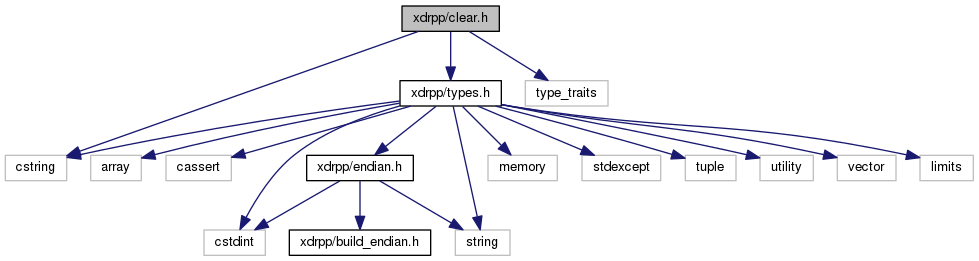 xdrpp/clear.h
xdrpp/types.h
type_traits
cstring
array
cassert
xdrpp/endian.h
memory
stdexcept
tuple
utility
vector
limits
cstdint
xdrpp/build_endian.h
string